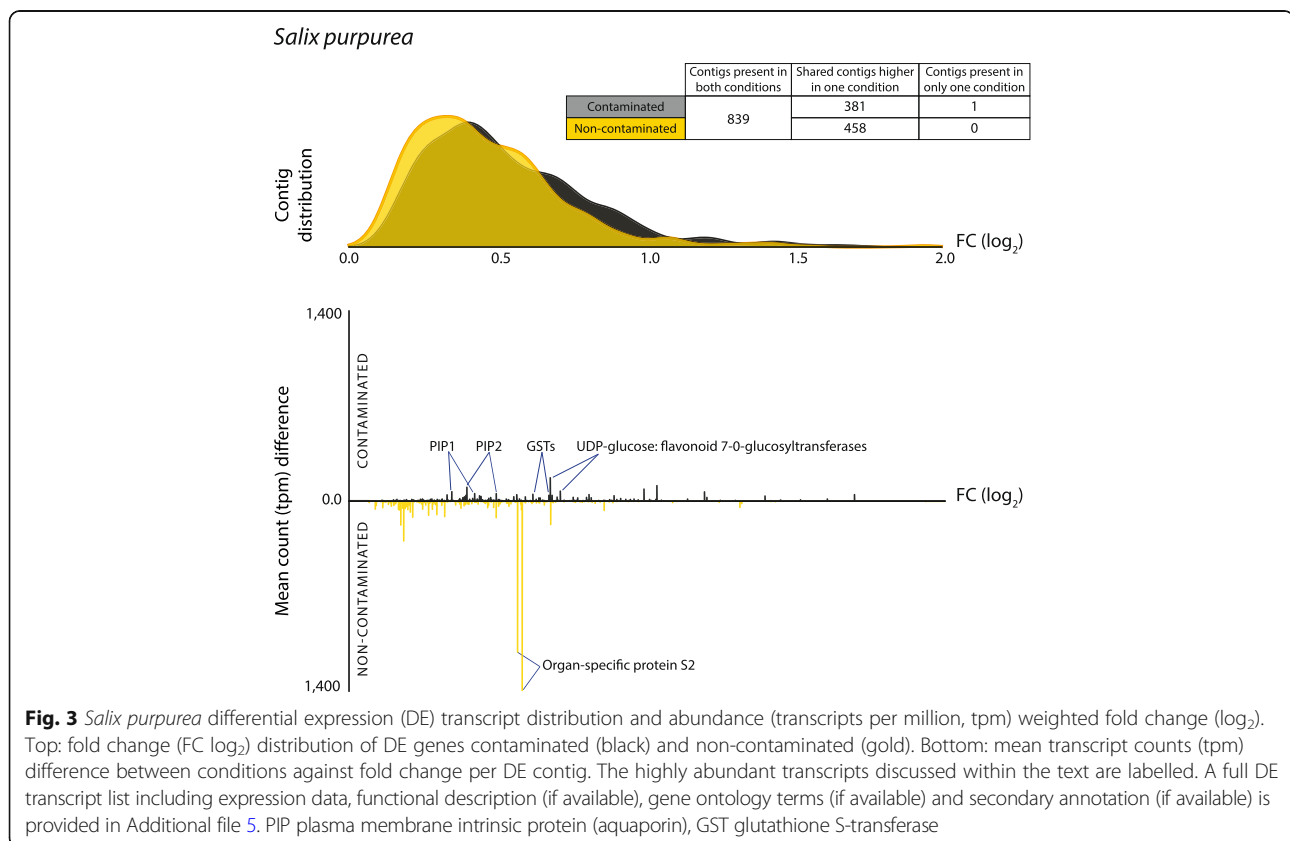 Salix purpurea
Contigs present in both conditions
Shared contigs higher in one condition
Contigs present in only one condition
Contaminated
839
381
1
Non-contaminated
458
0
Contig distribution
FC (log2)
0.0 0.5 1.0 1.5 2.0
1,400
CONTAMINATED
Mean count (tpm) difference
PIP1 PIP2 GSTs UDP-glucose: flavonoid 7-0-glucosyltransferases
0.0
FC (log2)
NON-CONTAMINATED
Organ-specific protein S2
1,400
Fig. 3 Salix purpurea differential expression (DE) transcript distribution and abundance (transcripts per million, tpm) weighted fold change (log2).
Top: fold change (FC log2) distribution of DE genes contaminated (black) and non-contaminated (gold). Bottom: mean transcript counts (tpm)
difference between conditions against fold change per DE contig. The highly abundant transcripts discussed within the text are labelled. A full DE
transcript list including expression data, functional description (if available), gene ontology terms (if available) and secondary annotation (if available) is
provided in Additional file 5. PIP plasma membrane intrinsic protein (aquaporin), GST glutathione S-transferase